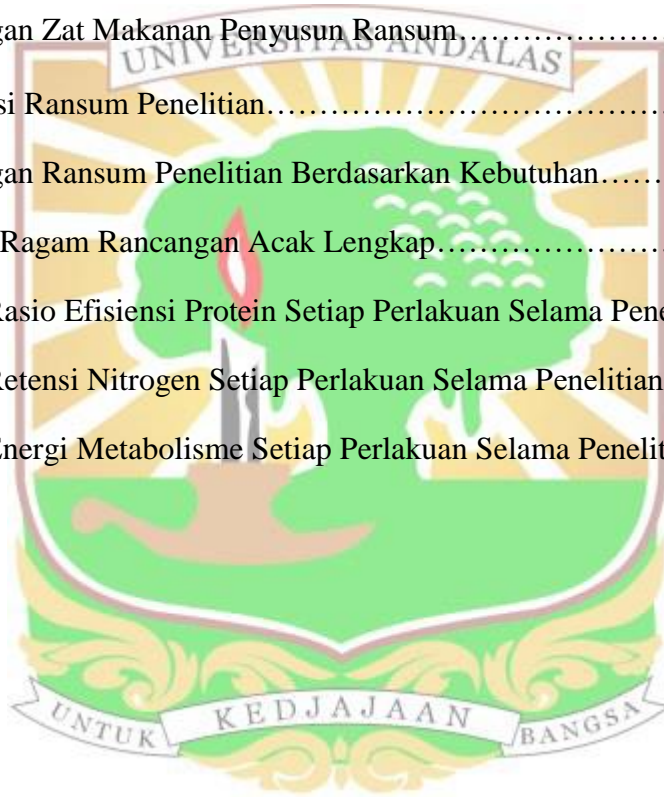 gan Zat Makanan Penyusun Ransum…………………
UNIVERSITAS ANDALAS
si Ransum Penelitian……………………………………
gan Ransum Penelitian Berdasarkan Kebutuhan……
Ragam Rancangan Acak Lengkap……………………
Rasio Efisiensi Protein Setiap Perlakuan Selama Pene
Retensi Nitrogen Setiap Perlakuan Selama Penelitian
Energi Metabolisme Setiap Perlakuan Selama Penelit
UNTUK KEDJAJAAN BANGSA